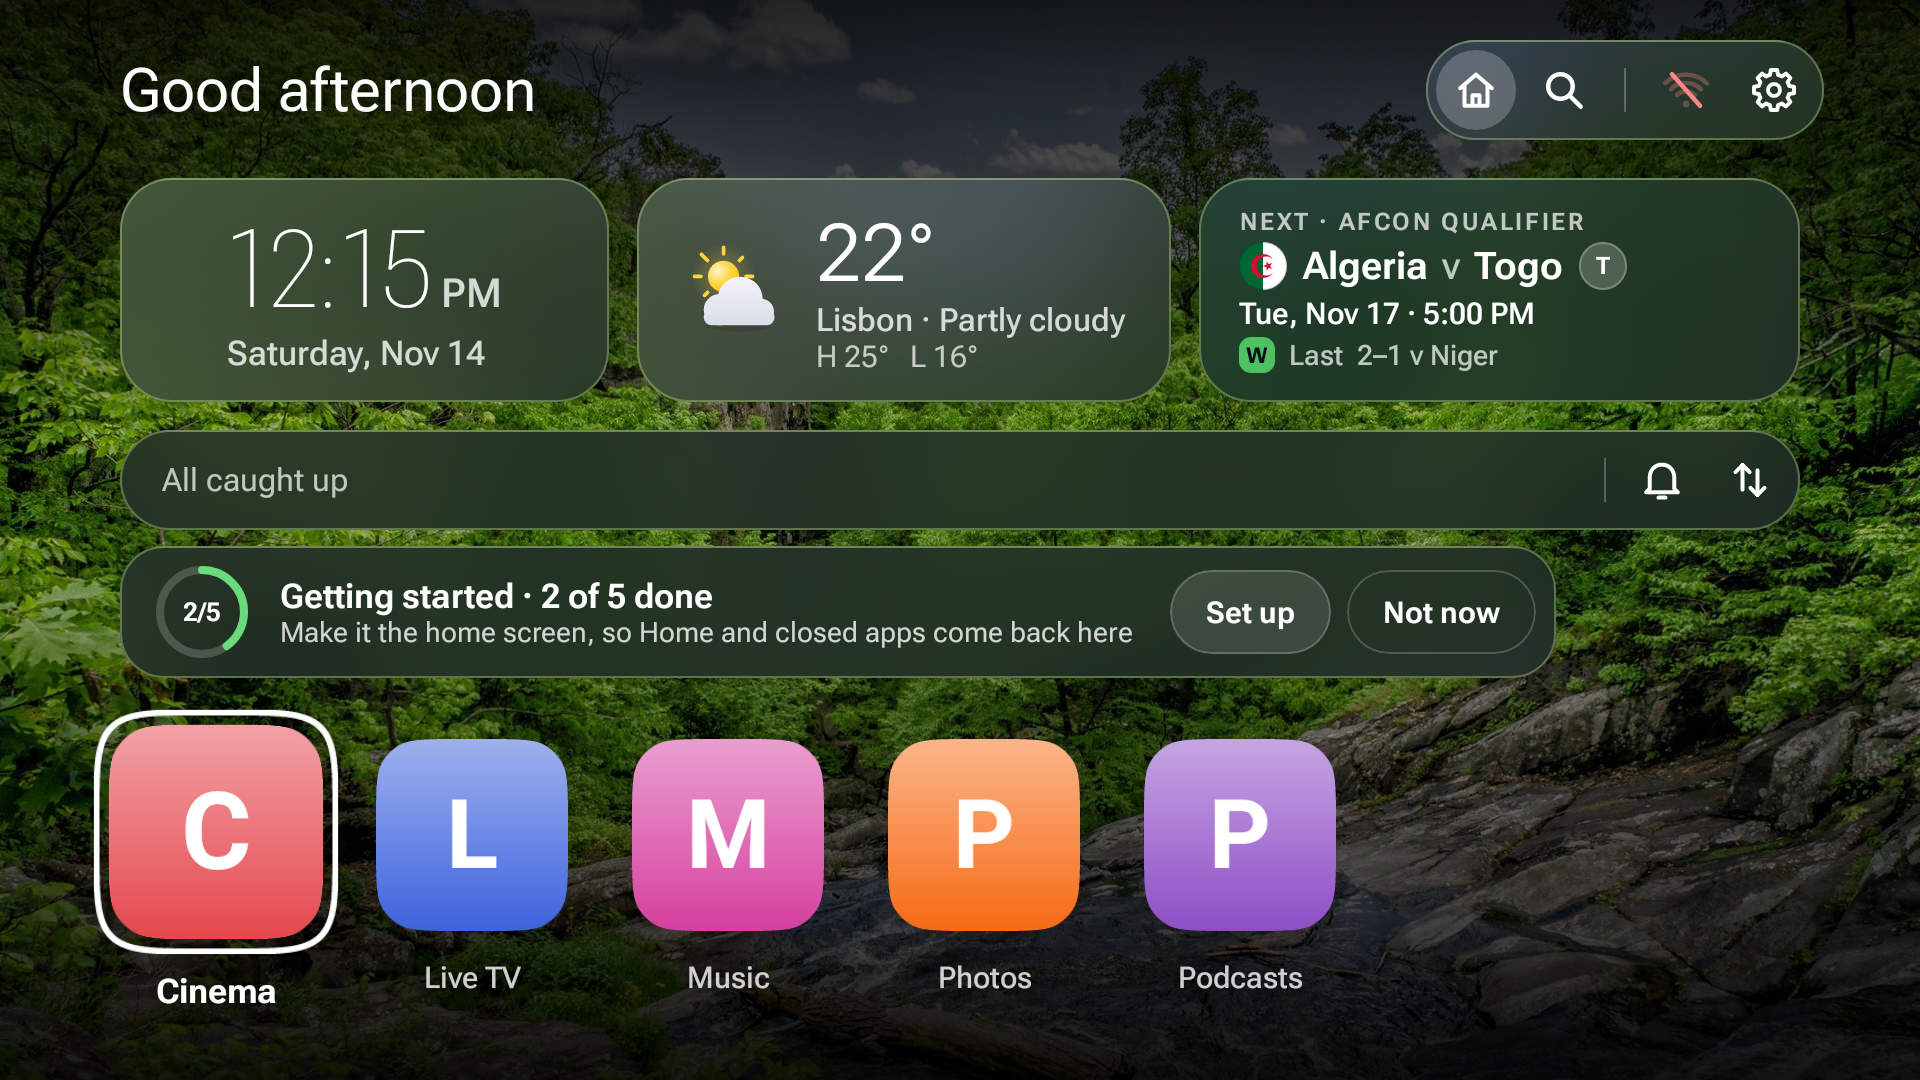 Good afternoon
12:15 PM
Saturday, Nov 14
22°
Lisbon · Partly cloudy
H 25° L 16°
NEXT · AFCON QUALIFIER
Algeria v Togo T
Tue, Nov 17 · 5:00 PM
W Last 2–1 v Niger
All caught up
2/5
Getting started · 2 of 5 done
Make it the home screen, so Home and closed apps come back here
Set up
Not now
C
L
M
P
P
Cinema
Live TV
Music
Photos
Podcasts